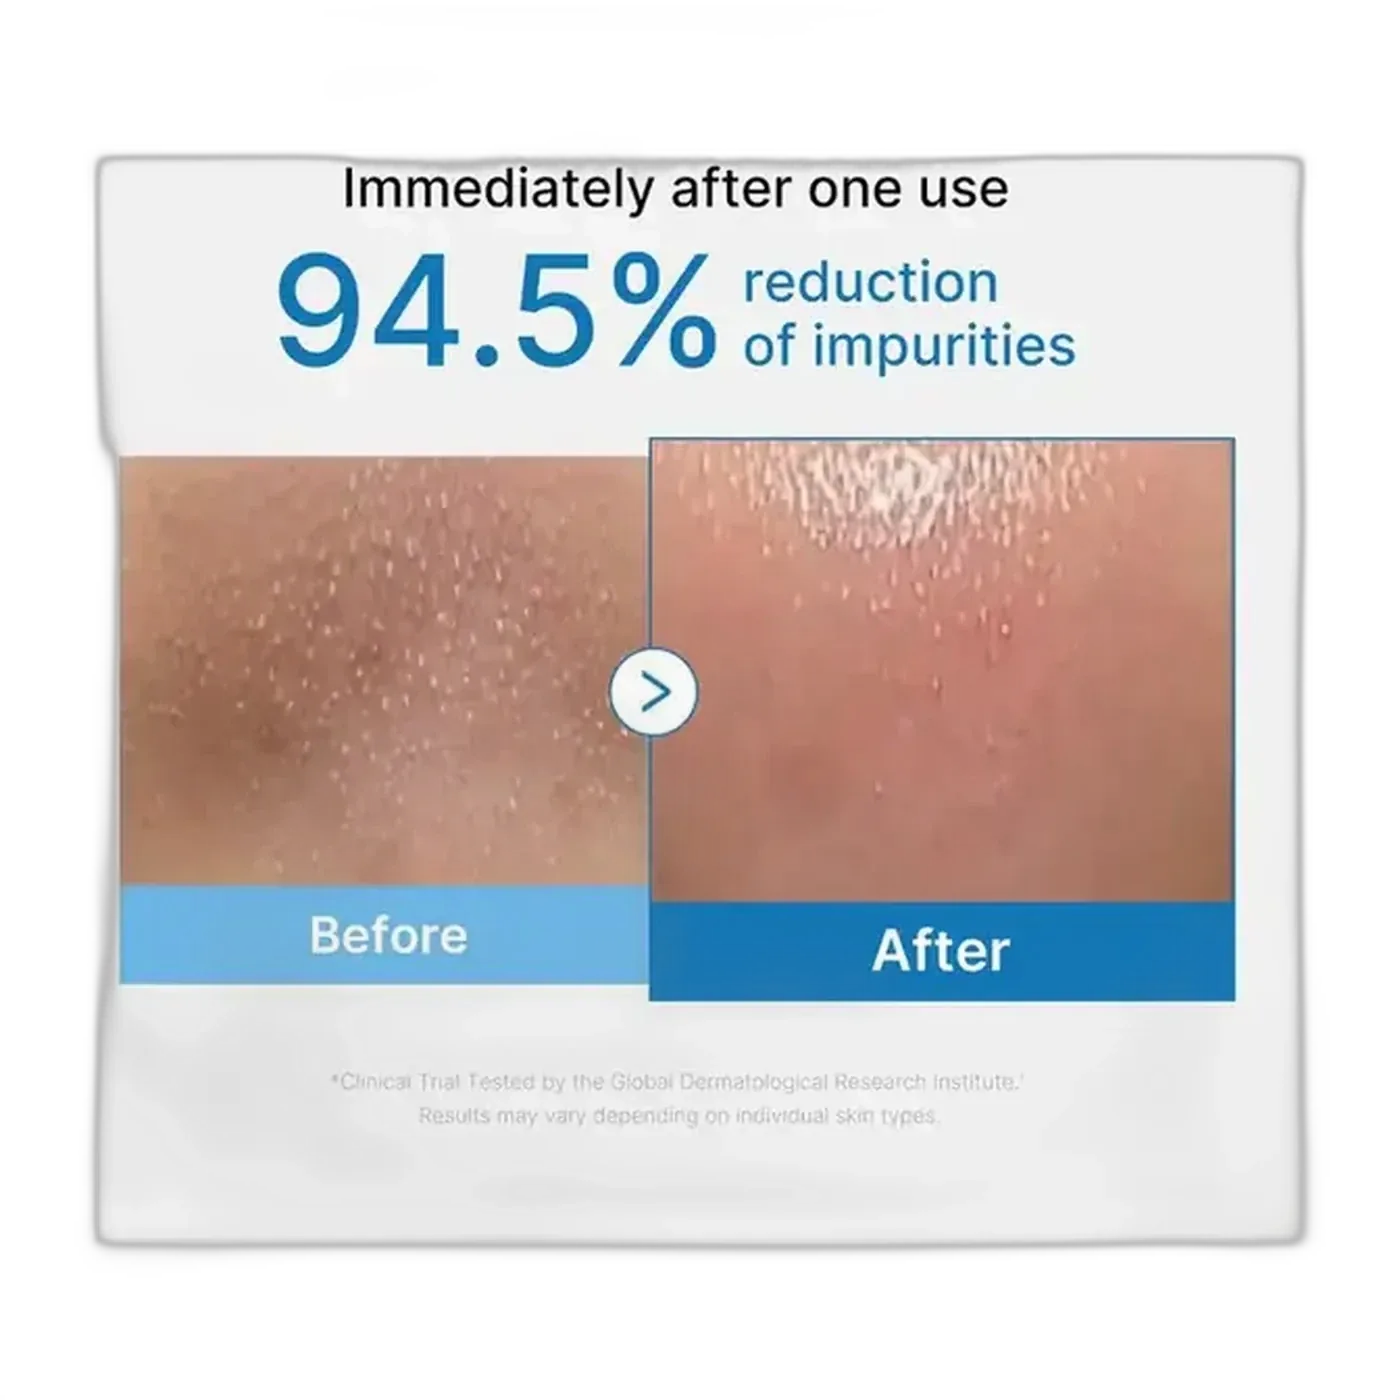 Immediately after one use
94.5% reduction
of impurities
Before
After
*Clinical Trial Tested by the Global Dermatological Research Institute.'
Results may vary depending on individual skin types.